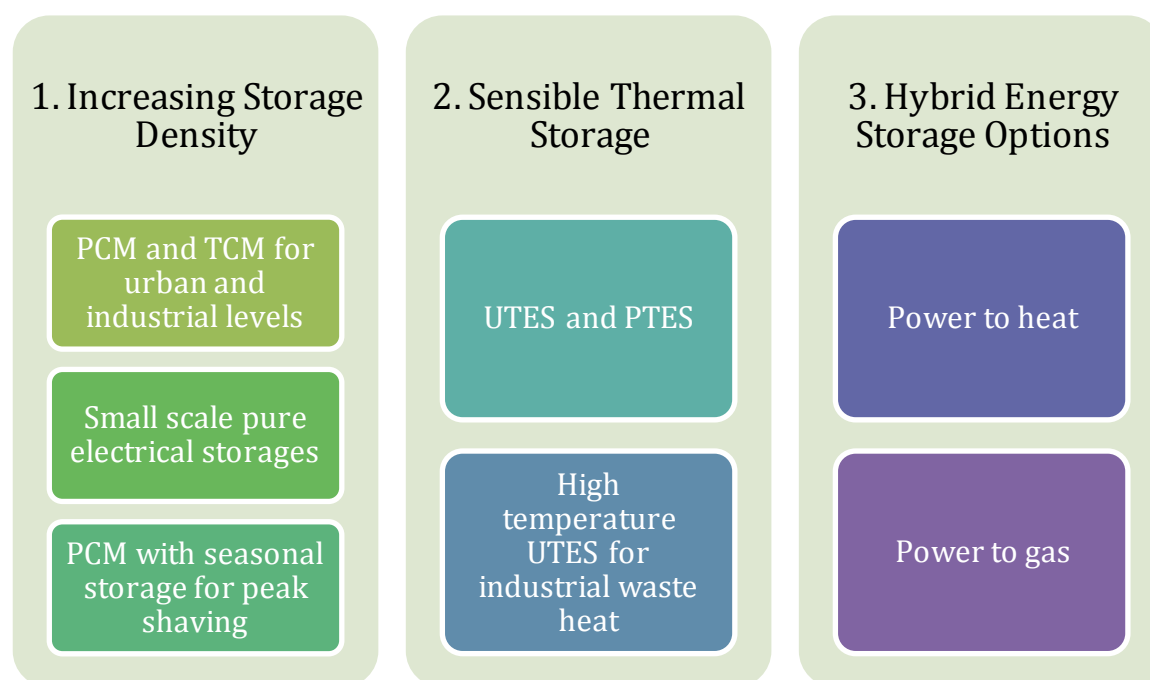 1. Increasing Storage
Density
PCM and TCM for
urban and
industrial levels
Small scale pure
electrical storages
PCM with seasonal
storage for peak
shaving
2. Sensible Thermal
Storage
UTES and PTES
High
temperature
UTES for
industrial waste
heat
3. Hybrid Energy
Storage Options
Power to heat
Power to gas